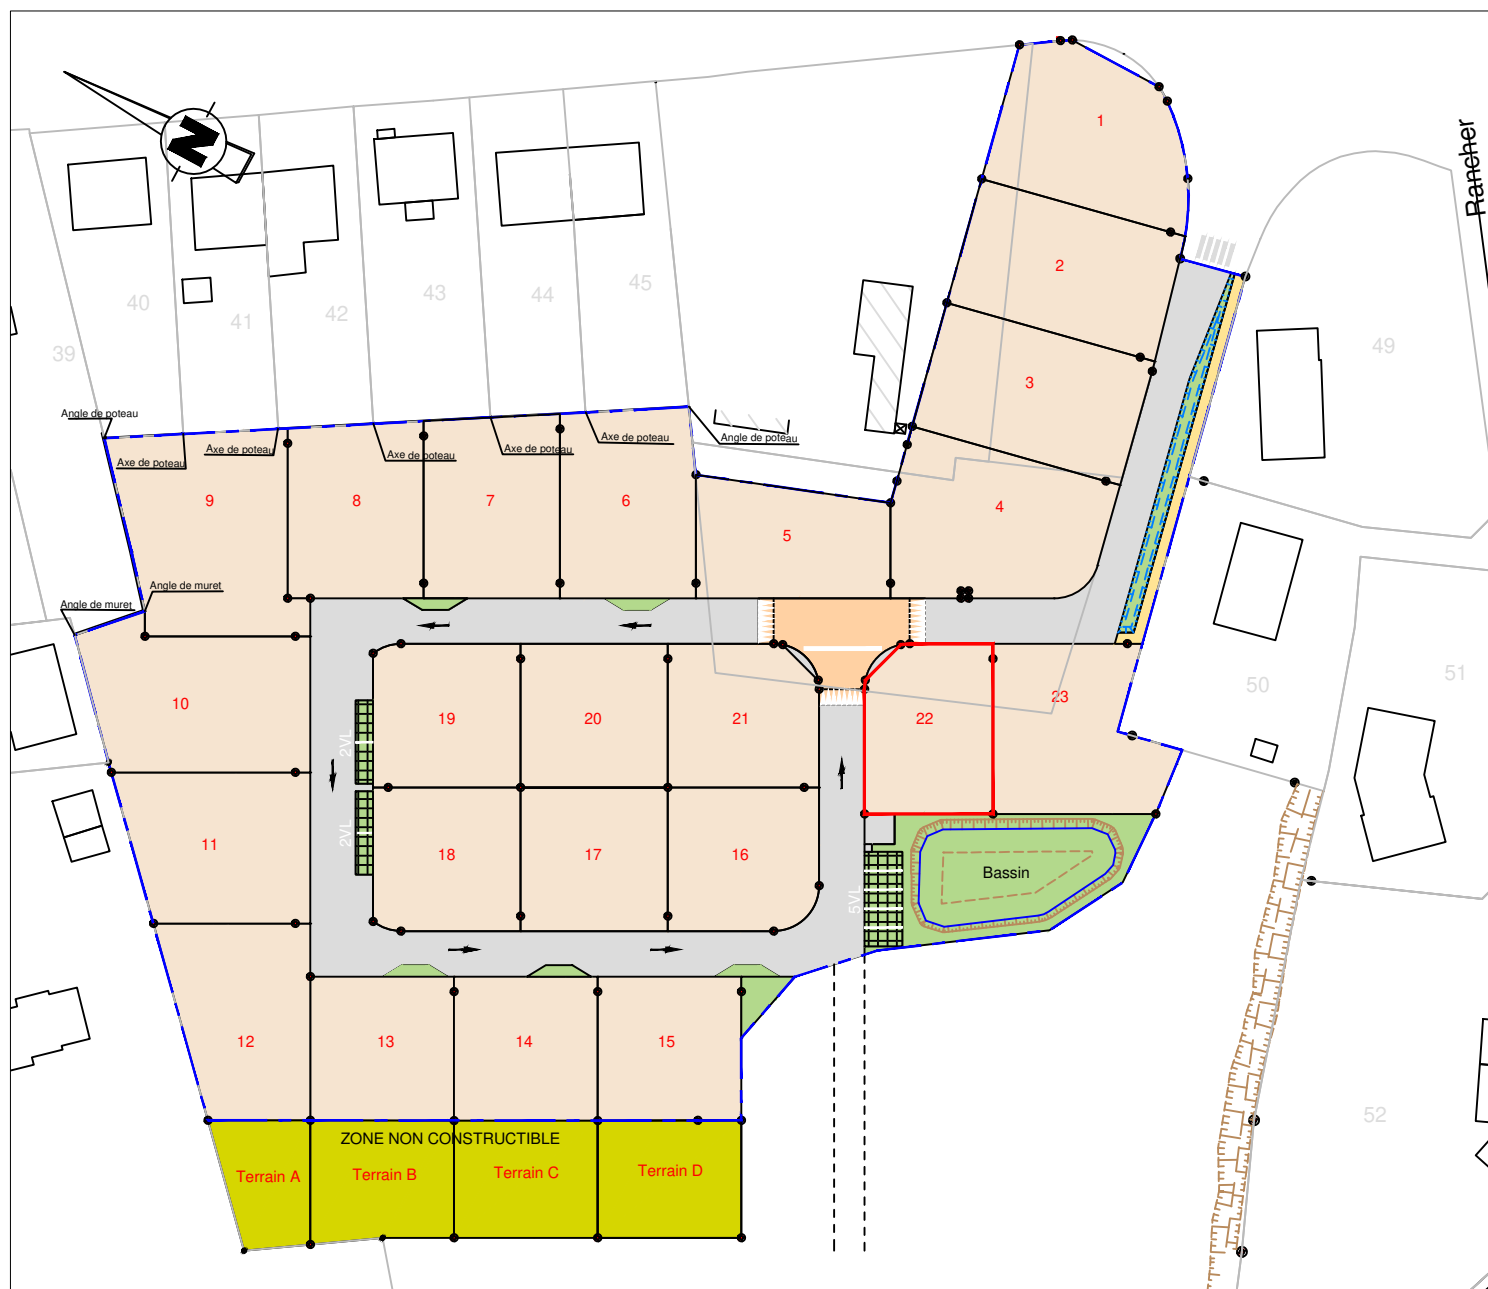 1
Rancher
N
2
40
41
42
43
44
45
39
49
3
Angle de poteau
Axe de poteau
Axe de poteau
Axe de poteau
Axe de poteau
Axe de poteau
Angle de poteau
9
8
7
6
5
4
Angle de muret
Angle de muret
10
19
20
21
22
23
50
51
2VL
2VL
11
18
17
16
5VL
Bassin
12
13
14
15
52
ZONE NON CONSTRUCTIBLE
Terrain A
Terrain B
Terrain C
Terrain D